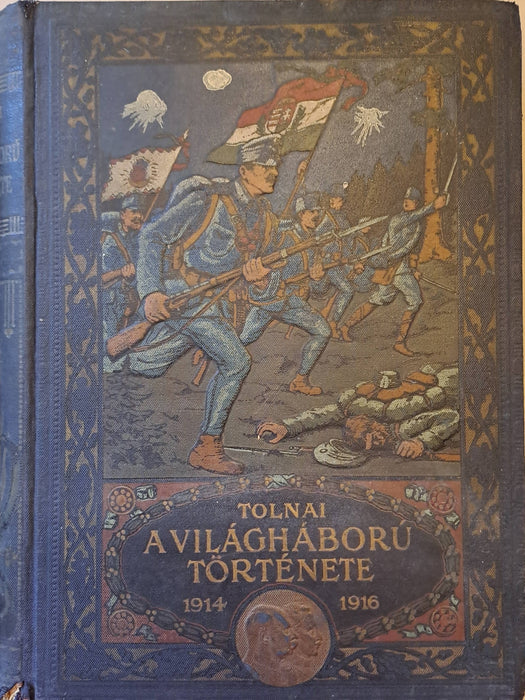 TOLNAI
A VILÁGHÁBORÚ
TÖRTÉNETE
1914 1916